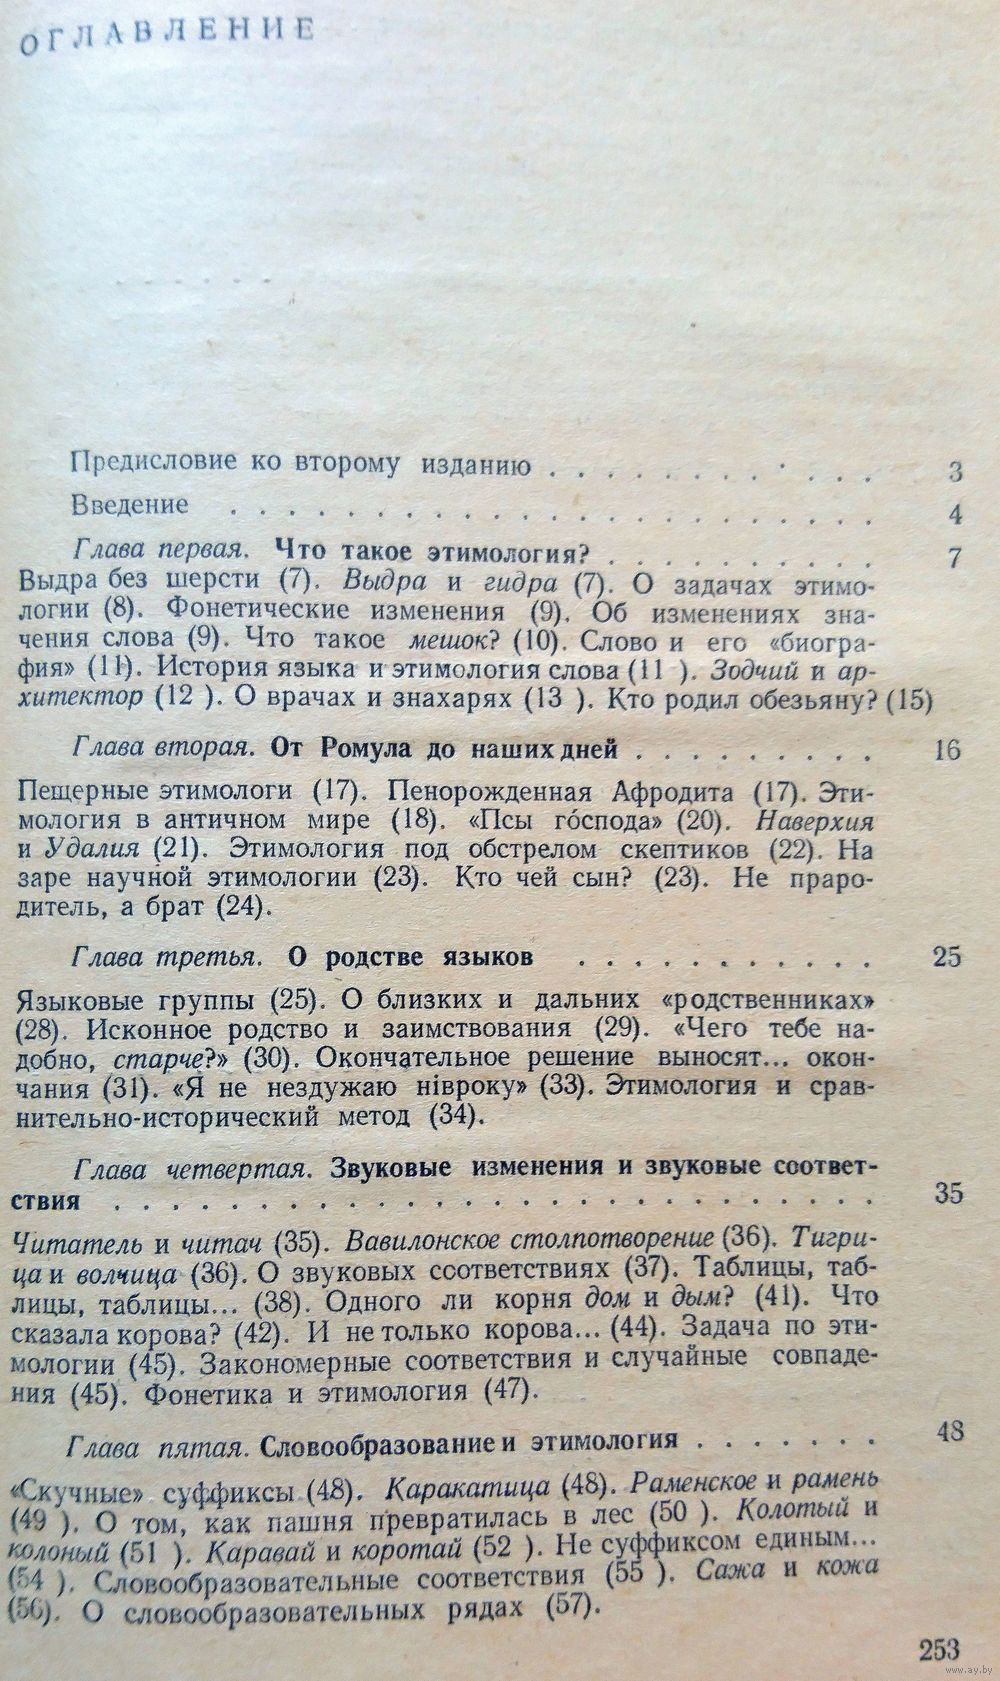 ОГЛАВЛЕНИЕ
Предисловие ко второму изданию . . . . . . . . . . . 3
Введение . . . . . . . . . . . . . . . . . . . . . . 4
Глава первая. Что такое этимология? . . . . . . . . . . 7
Выдра без шерсти (7). Выдра и гидра (7). О задачах этимо-
логии (8). Фонетические изменения (9). Об изменениях зна-
чения слова (9). Что такое мешок? (10). Слово и его «биогра-
фия» (11). История языка и этимология слова (11 ). Зодчий и ар-
хитектор (12 ). О врачах и знахарях (13 ). Кто родил обезьяну? (15)
Глава вторая. От Ромула до наших дней . . . . . . . . . 16
Пещерные этимологи (17). Пенорожденная Афродита (17). Эти-
мология в античном мире (18). «Псы го́спода» (20). Наверхия
и Удалия (21). Этимология под обстрелом скептиков (22). На
заре научной этимологии (23). Кто чей сын? (23). Не праро-
дитель, а брат (24).
Глава третья. О родстве языков . . . . . . . . . . . 25
Языковые группы (25). О близких и дальних «родственниках»
(28). Исконное родство и заимствования (29). «Чего тебе на-
добно, старче?» (30). Окончательное решение выносят... окон-
чания (31). «Я не нездужаю нівроку» (33). Этимология и срав-
нительно-исторический метод (34).
Глава четвертая. Звуковые изменения и звуковые соответ-
ствия . . . . . . . . . . . . . . . . . . . . . . . . . . 35
Читатель и читач (35). Вавилонское столпотворение (36). Тигри-
ца и волчица (36). О звуковых соответствиях (37). Таблицы, таб-
лицы, таблицы... (38). Одного ли корня дом и дым? (41). Что
сказала корова? (42). И не только корова... (44). Задача по эти-
мологии (45). Закономерные соответствия и случайные совпаде-
ния (45). Фонетика и этимология (47).
Глава пятая. Словообразование и этимология . . . . . . . 48
«Скучные» суффиксы (48). Каракатица (48). Раменское и рамень
(49 ). О том, как пашня превратилась в лес (50 ). Колотый и
колоный (51 ). Каравай и коротай (52 ). Не суффиксом единым...
(54 ). Словообразовательные соответствия (55 ). Сажа и кожа
(56). О словообразовательных рядах (57).
253
www.ay.by